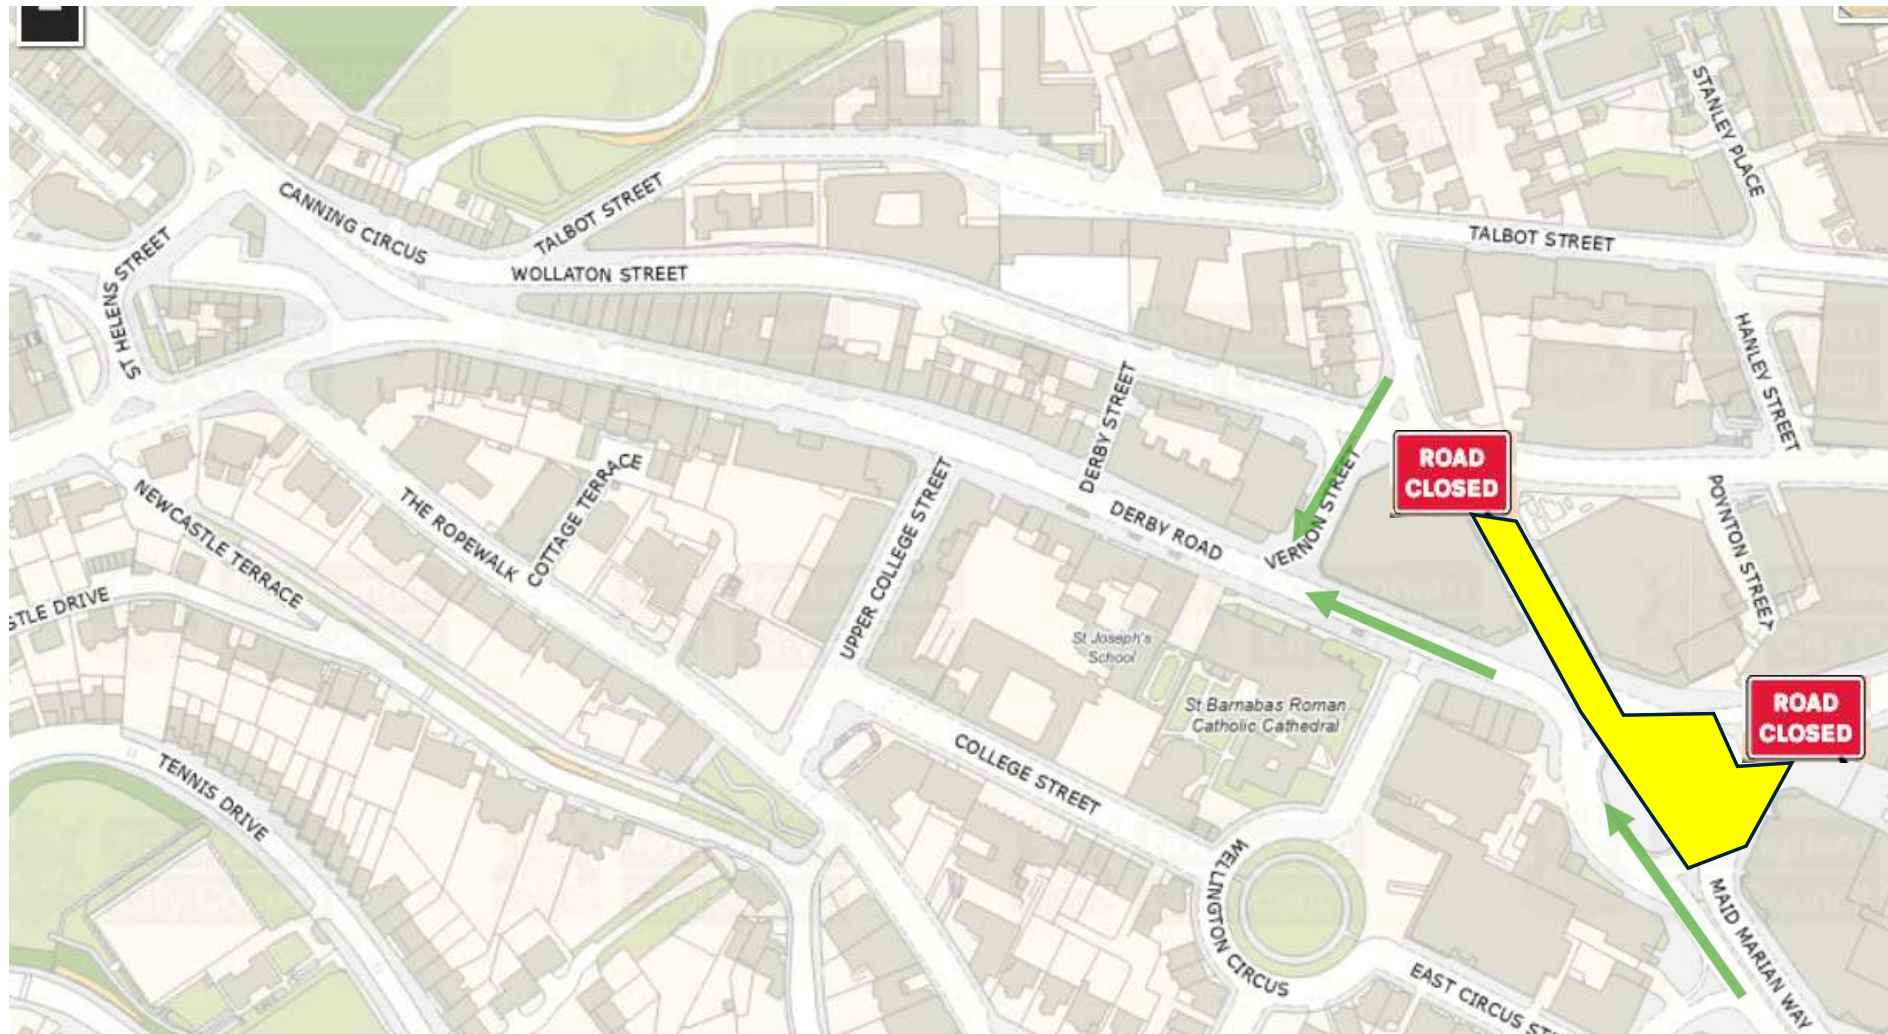 STANLEY PLACE
TALBOT STREET
TALBOT STREET
CANNING CIRCUS
WOLLATON STREET
ST HELENS STREET
HANLEY STREET
DERBY STREET
ROAD
CLOSED
VERNON STREET
DERBY ROAD
COTTAGE TERRACE
UPPER COLLEGE STREET
THE ROPEWALK
NEWCASTLE TERRACE
POYNTON STREET
STLE DRIVE
St Joseph's
School
St Barnabas Roman
Catholic Cathedral
ROAD
CLOSED
COLLEGE STREET
TENNIS DRIVE
WELLINGTON CIRCUS
MAID MARIAN WAY
EAST CIRCUS ST